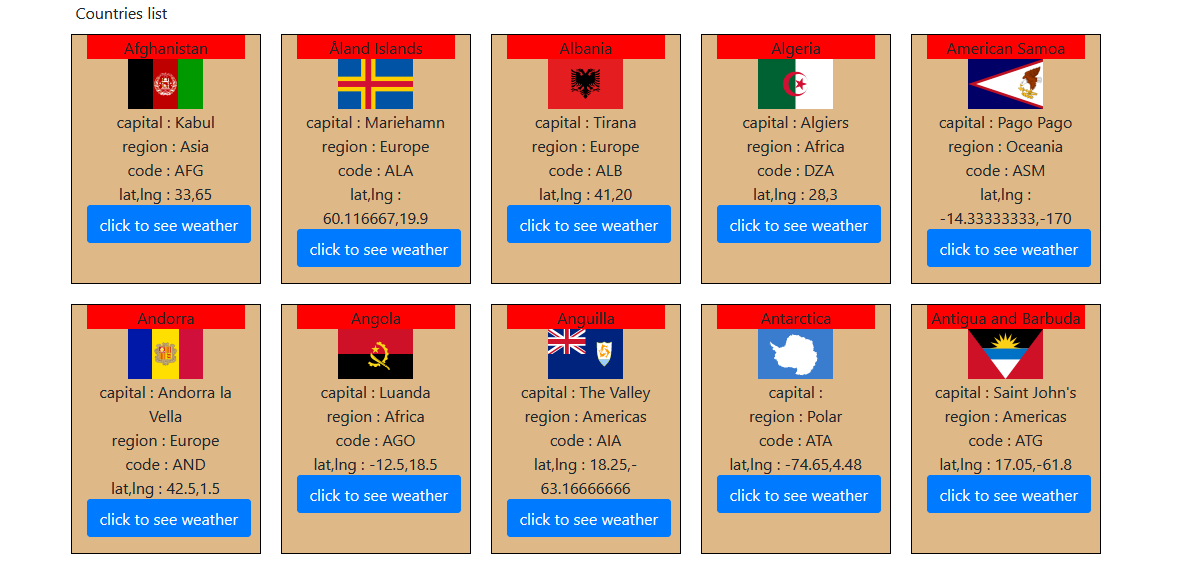 Countries list
Afghanistan
capital : Kabul
region : Asia
code : AFG
lat,lng : 33,65
click to see weather
Åland Islands
capital : Mariehamn
region : Europe
code : ALA
lat,lng :
60.116667,19.9
click to see weather
Albania
capital : Tirana
region : Europe
code : ALB
lat,lng : 41,20
click to see weather
Algeria
capital : Algiers
region : Africa
code : DZA
lat,lng : 28,3
click to see weather
American Samoa
capital : Pago Pago
region : Oceania
code : ASM
lat,lng :
-14.33333333,-170
click to see weather
Andorra
capital : Andorra la
Vella
region : Europe
code : AND
lat,lng : 42.5,1.5
click to see weather
Angola
capital : Luanda
region : Africa
code : AGO
lat,lng : -12.5,18.5
click to see weather
Anguilla
capital : The Valley
region : Americas
code : AIA
lat,lng : 18.25,-
63.16666666
click to see weather
Antarctica
capital :
region : Polar
code : ATA
lat,lng : -74.65,4.48
click to see weather
Antigua and Barbuda
capital : Saint John's
region : Americas
code : ATG
lat,lng : 17.05,-61.8
click to see weather